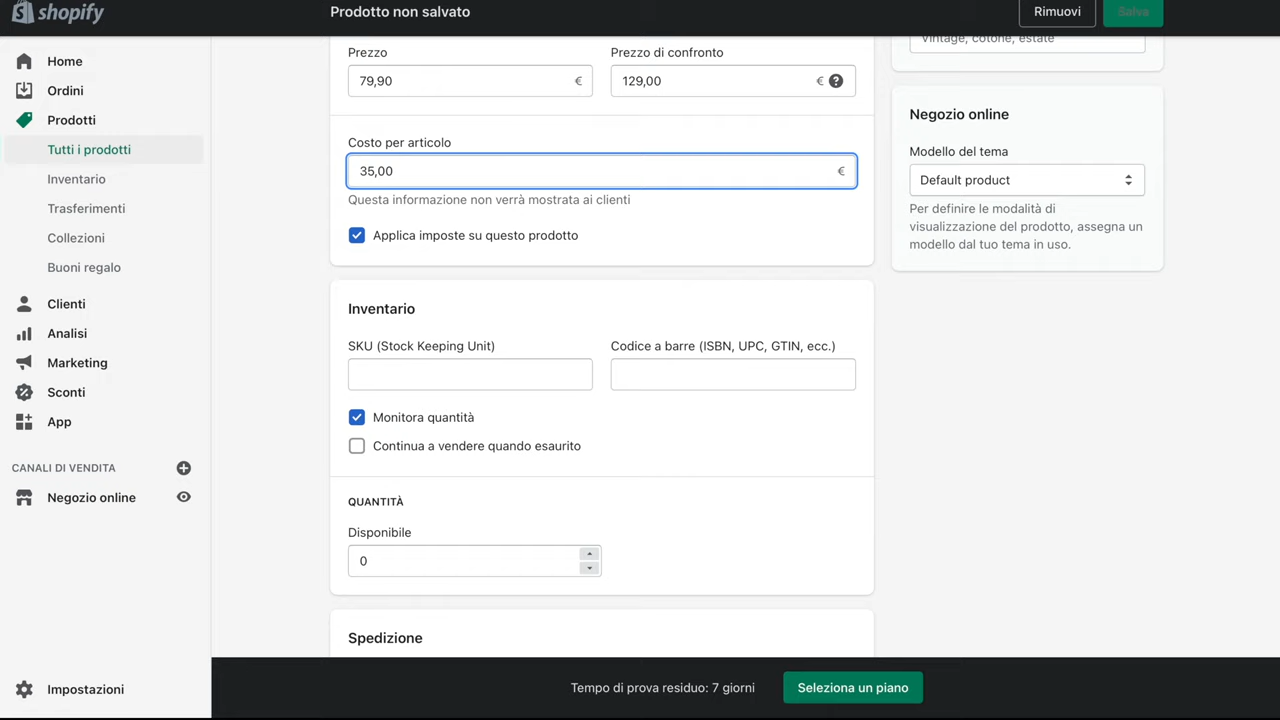 shopify
Prodotto non salvato
Rimuovi
Salva
Home
Ordini
Prodotti
Tutti i prodotti
Inventario
Trasferimenti
Collezioni
Buoni regalo
Clienti
Analisi
Marketing
Sconti
App
CANALI DI VENDITA
Negozio online
Impostazioni
Prezzo
79,90 €
Prezzo di confronto
129,00 € ?
Costo per articolo
35,00 €
Questa informazione non verrà mostrata ai clienti
Applica imposte su questo prodotto
Inventario
SKU (Stock Keeping Unit)
Codice a barre (ISBN, UPC, GTIN, ecc.)
Monitora quantità
Continua a vendere quando esaurito
QUANTITÀ
Disponibile
0
Spedizione
Vintage, cotone, estate
Negozio online
Modello del tema
Default product
Per definire le modalità di
visualizzazione del prodotto, assegna un
modello dal tuo tema in uso.
Tempo di prova residuo: 7 giorni
Seleziona un piano